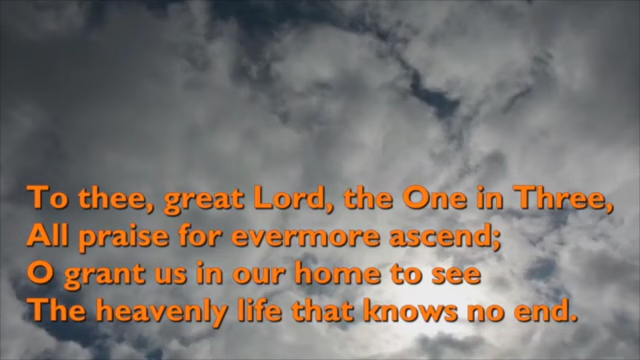 To thee, great Lord, the One in Three,
All praise for evermore ascend;
O grant us in our home to see
The heavenly life that knows no end.